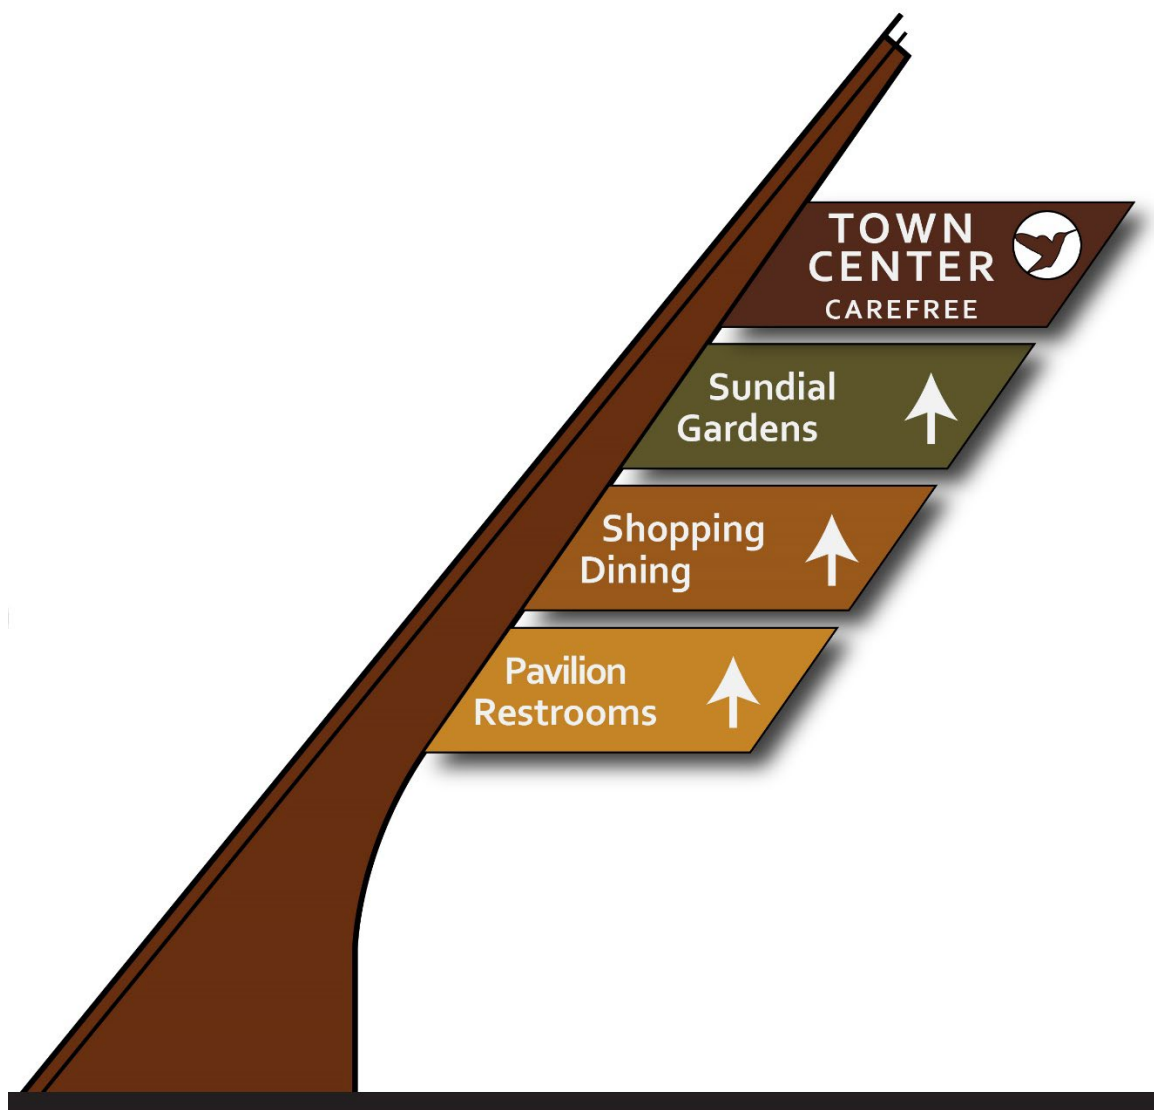 TOWN
CENTER
CAREFREE
Sundial
Gardens
Shopping
Dining
Pavilion
Restrooms